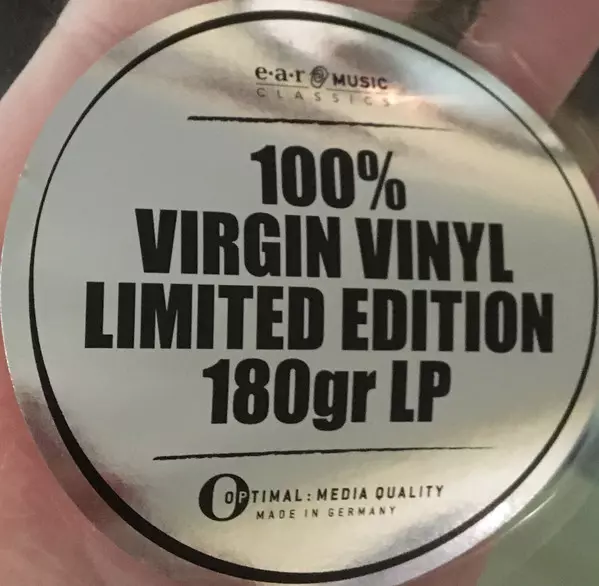 e·a·r MUSIC
CLASSICS
100%
VIRGIN VINYL
LIMITED EDITION
180gr LP
OPTIMAL: MEDIA QUALITY
MADE IN GERMANY